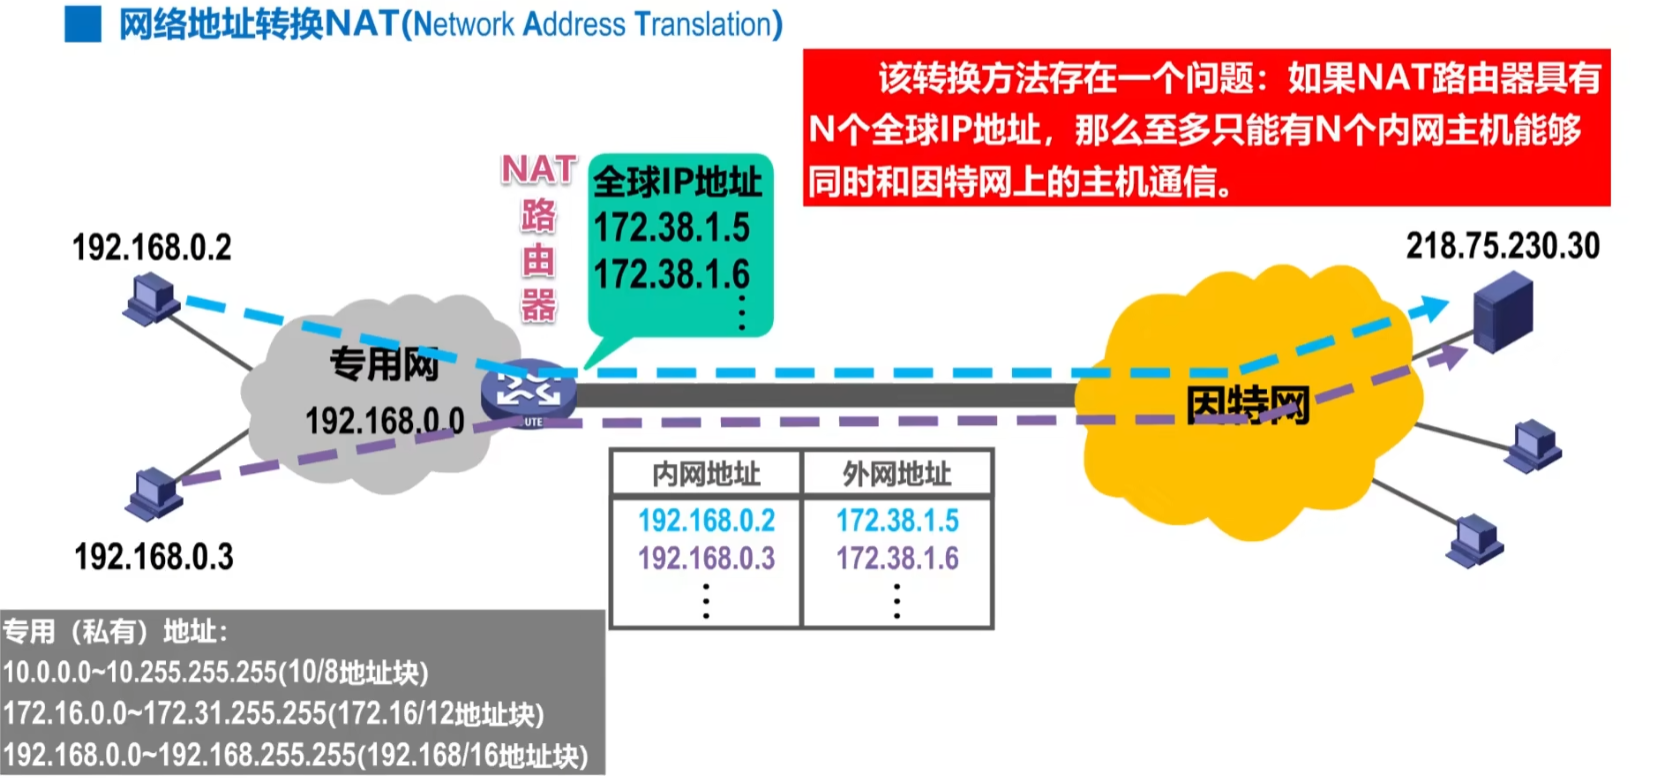 网络地址转换NAT(Network Address Translation)
该转换方法存在一个问题：如果NAT路由器具有
N个全球IP地址，那么至多只能有N个内网主机能够
同时和因特网上的主机通信。
NAT
路
由
器
全球IP地址
172.38.1.5
172.38.1.6
⋮
192.168.0.2
218.75.230.30
专用网
192.168.0.0
UTE
因特网
192.168.0.3
内网地址 外网地址
192.168.0.2 172.38.1.5
192.168.0.3 172.38.1.6
⋮ ⋮
专用（私有）地址：
10.0.0.0~10.255.255.255(10/8地址块)
172.16.0.0~172.31.255.255(172.16/12地址块)
192.168.0.0~192.168.255.255(192.168/16地址块)